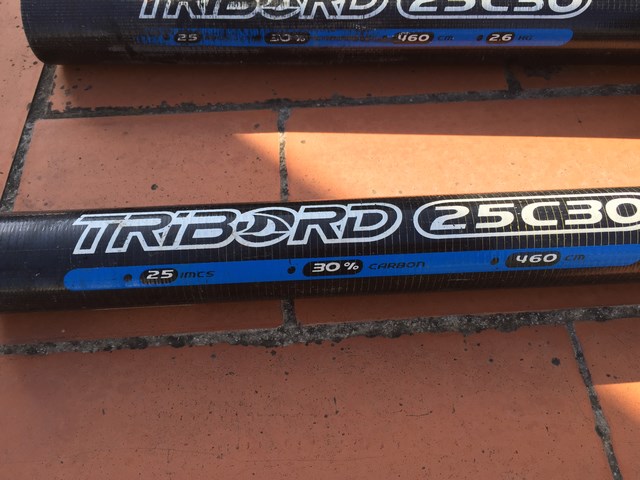 TRIBORD 25C30
25 30% 460 CM 2.6
TRIBORD 25C30
25 IMCS 30% CARBON 460 CM